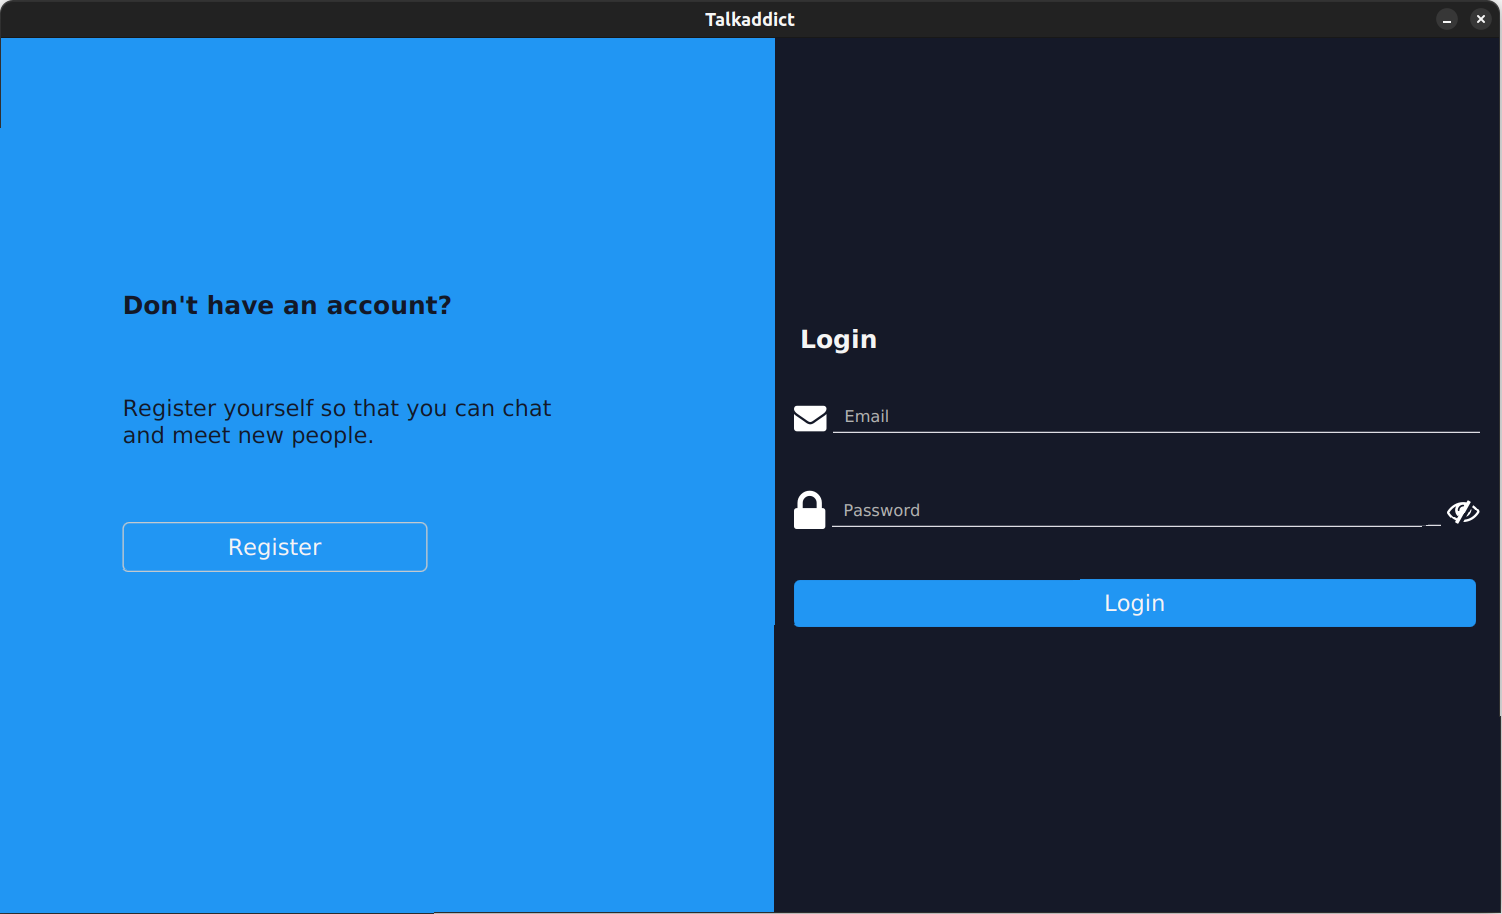 Talkaddict
Don't have an account?
Register yourself so that you can chat
and meet new people.
Register
Login
Email
Password
Login